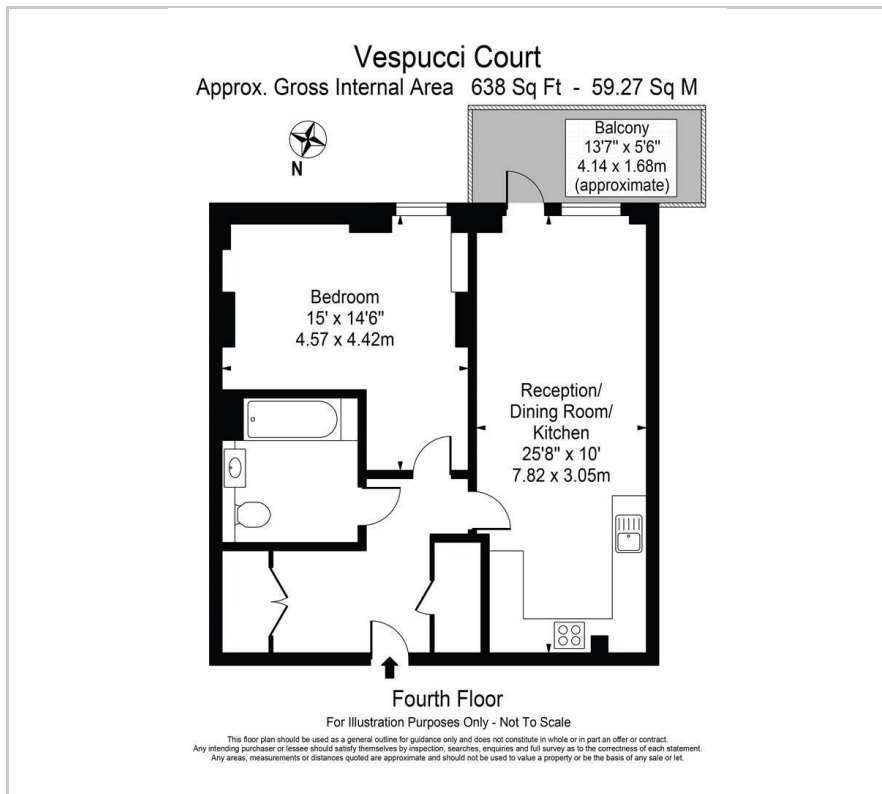 Vespucci Court
Approx. Gross Internal Area 638 Sq Ft - 59.27 Sq M
N
Balcony
13'7" x 5'6"
4.14 x 1.68m
(approximate)
Bedroom
15' x 14'6"
4.57 x 4.42m
Reception/
Dining Room/
Kitchen
25'8" x 10'
7.82 x 3.05m
Fourth Floor
For Illustration Purposes Only - Not To Scale
This floor plan should be used as a general outline for guidance only and does not constitute in whole or in part an offer or contract.
Any intending purchaser or lessee should satisfy themselves by inspection, searches, enquiries and full survey as to the correctness of each statement.
Any areas, measurements or distances quoted are approximate and should not be used to value a property or be the basis of any sale or let.